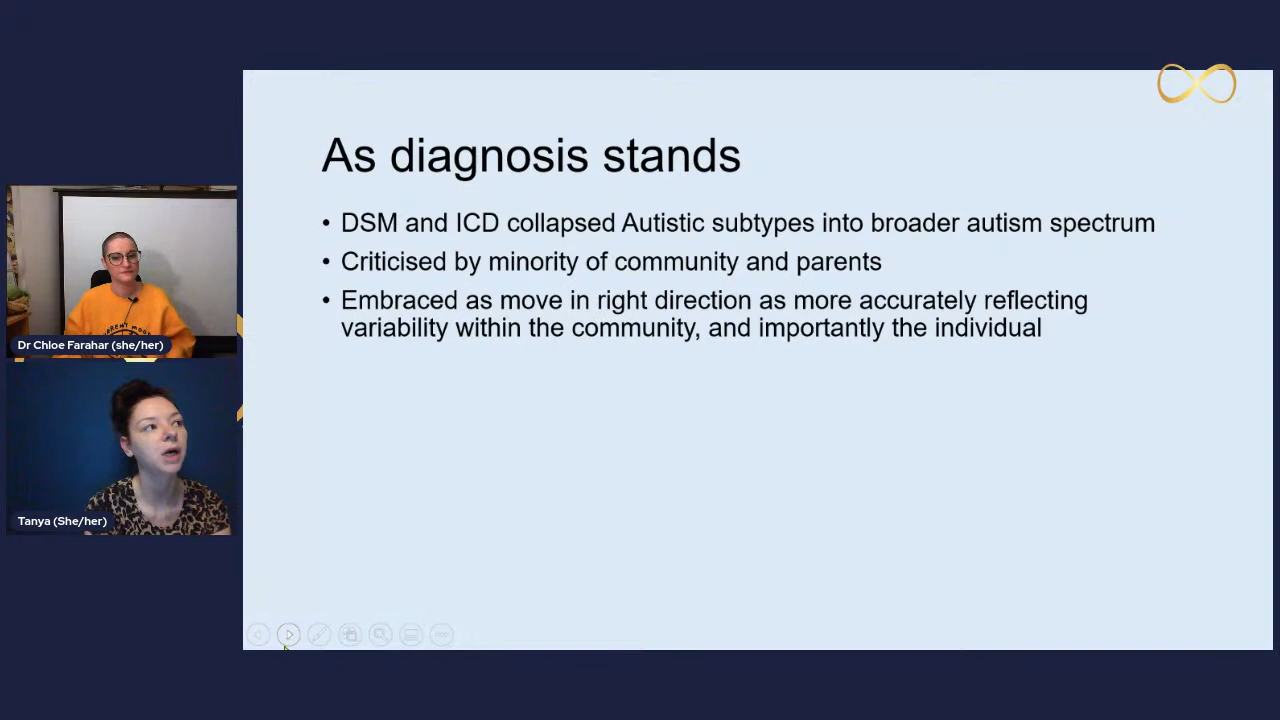 As diagnosis stands
• DSM and ICD collapsed Autistic subtypes into broader autism spectrum
• Criticised by minority of community and parents
• Embraced as move in right direction as more accurately reflecting
variability within the community, and importantly the individual
Dr Chloe Farahar (she/her)
Tanya (She/her)